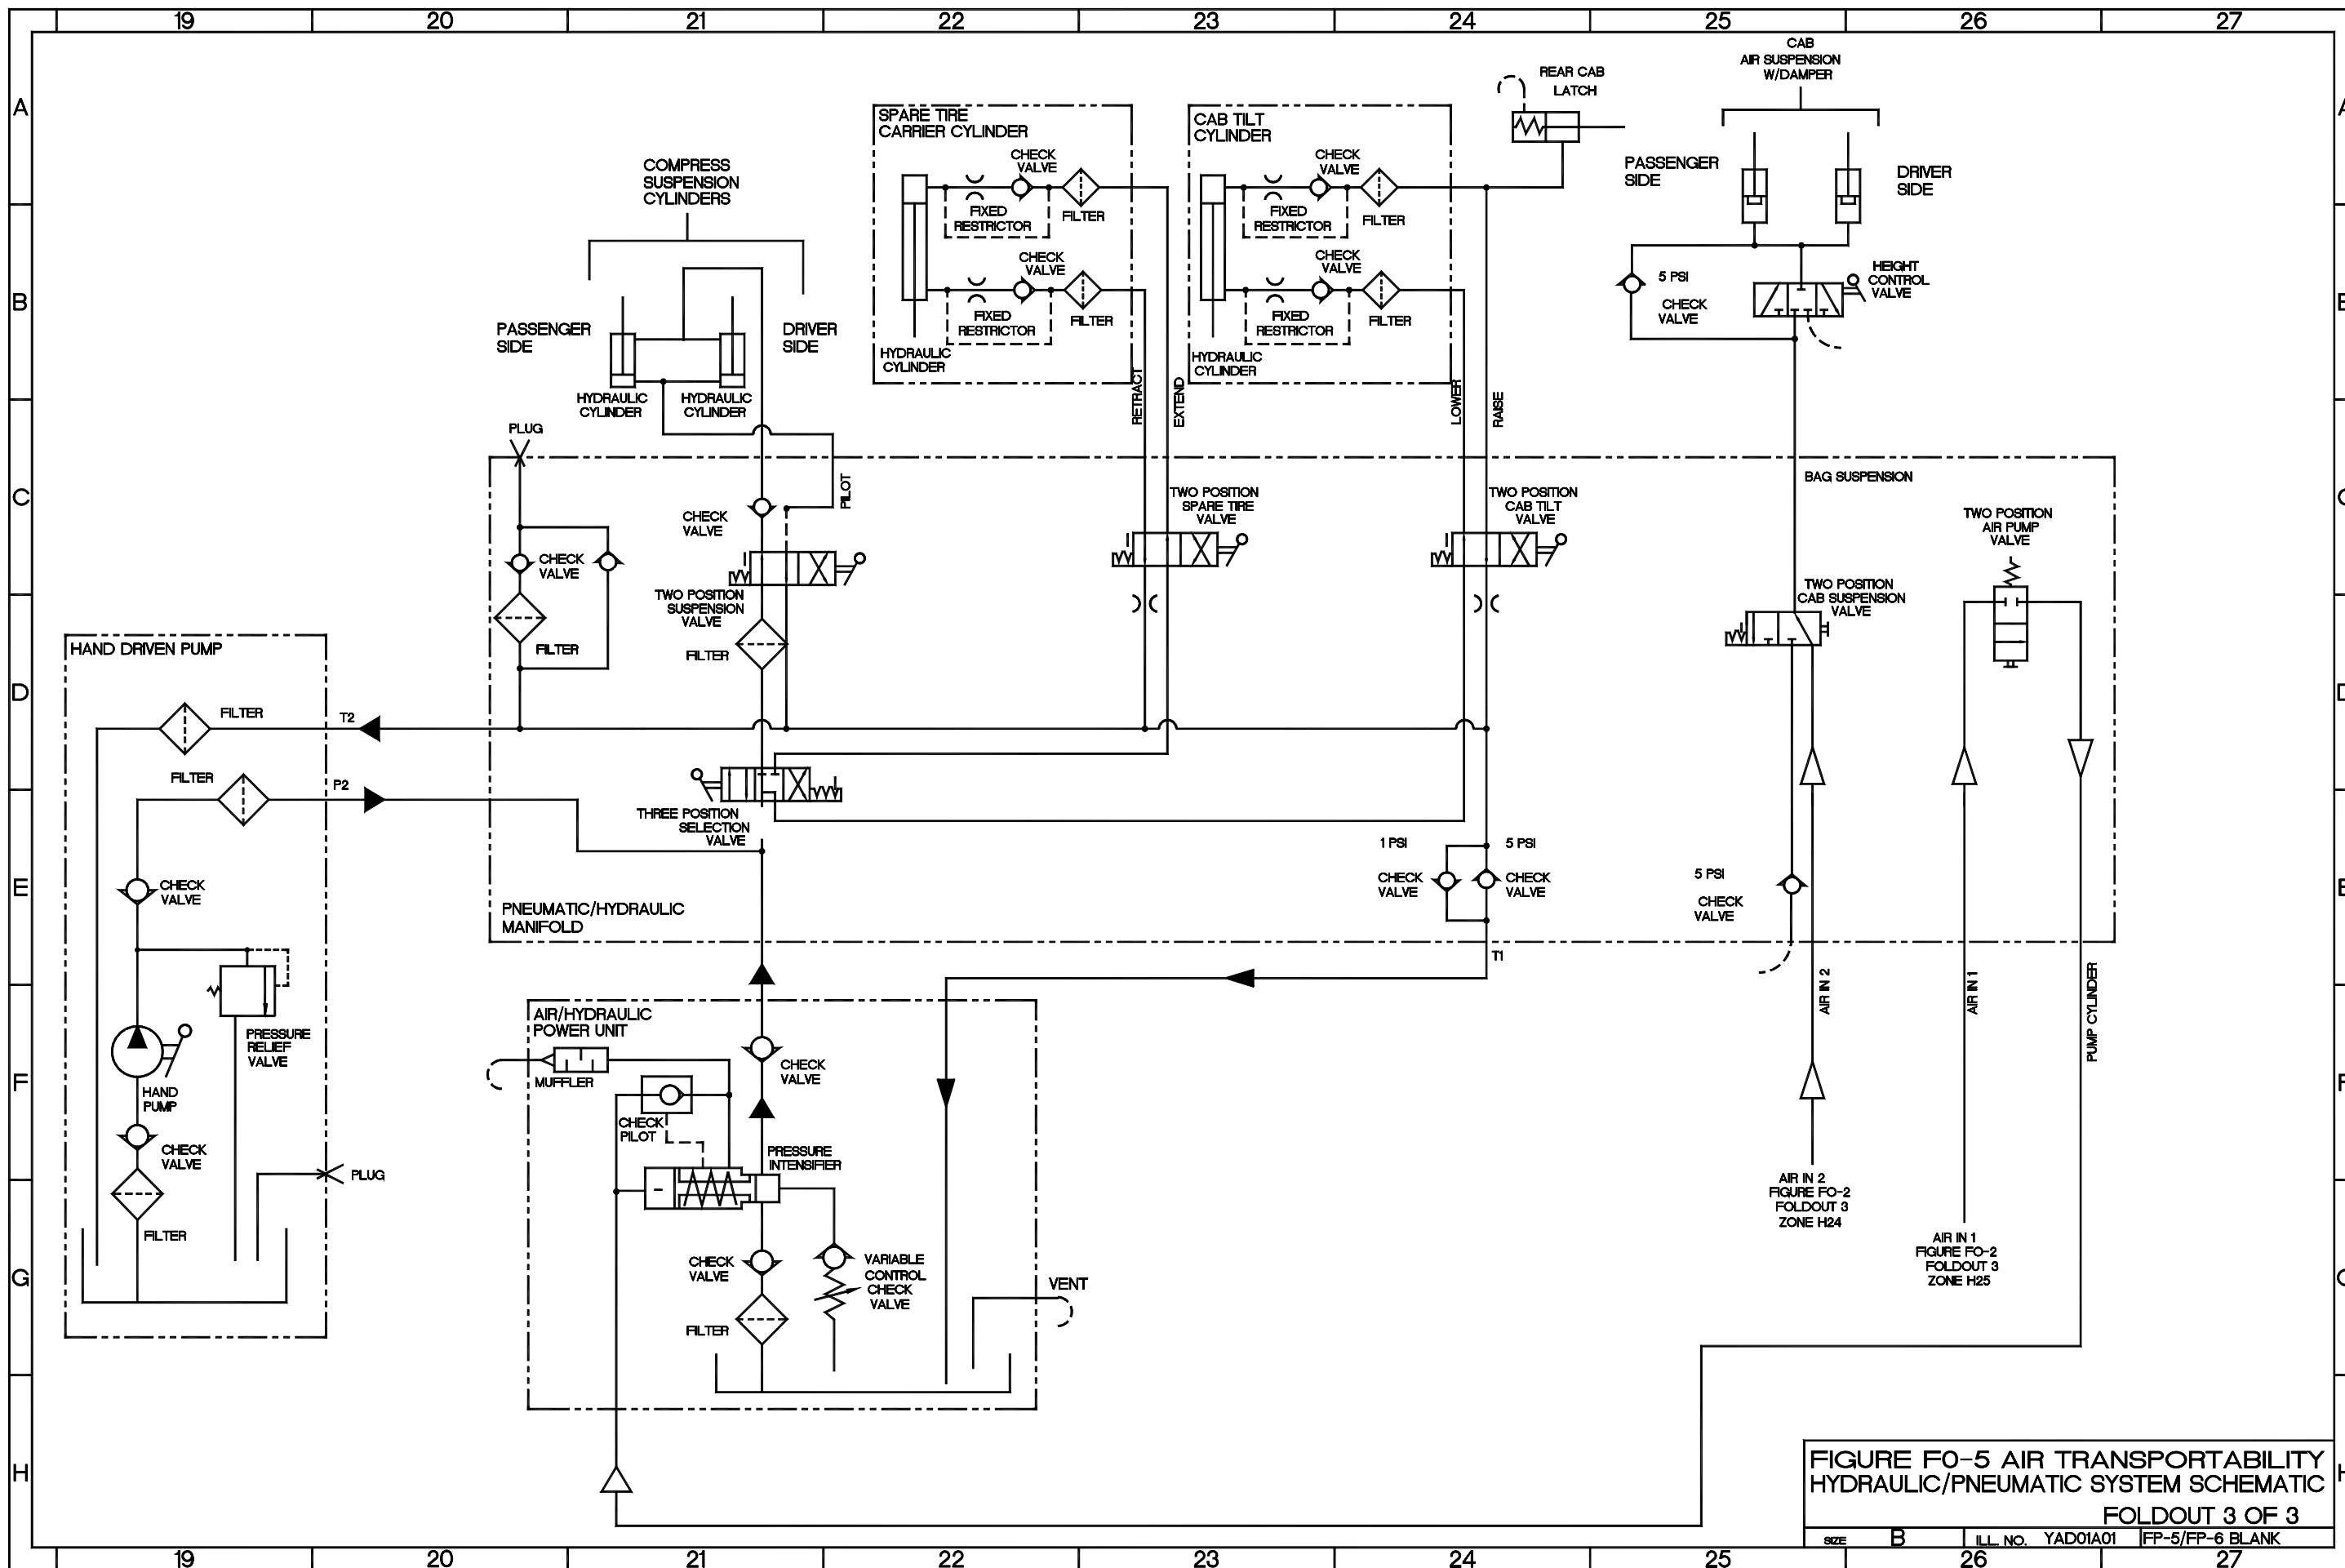 19 20 21 22 23 24 25 26 27
A
B
C
D
E
F
G
H
CAB
AIR SUSPENSION
W/DAMPER
REAR CAB
LATCH
SPARE TIRE
CARRIER CYLINDER
CAB TILT
CYLINDER
COMPRESS
SUSPENSION
CYLINDERS
CHECK
VALVE
FIXED
RESTRICTOR
FILTER
CHECK
VALVE
FIXED
RESTRICTOR
FILTER
HYDRAULIC
CYLINDER
CHECK
VALVE
FIXED
RESTRICTOR
FILTER
CHECK
VALVE
FIXED
RESTRICTOR
FILTER
HYDRAULIC
CYLINDER
PASSENGER
SIDE
DRIVER
SIDE
5 PSI
CHECK
VALVE
HEIGHT
CONTROL
VALVE
PASSENGER
SIDE
DRIVER
SIDE
HYDRAULIC
CYLINDER
HYDRAULIC
CYLINDER
RETRACT
EXTEND
LOWER
RAISE
PLUG
PILOT
CHECK
VALVE
CHECK
VALVE
FILTER
TWO POSITION
SUSPENSION
VALVE
FILTER
TWO POSITION
SPARE TIRE
VALVE
TWO POSITION
CAB TILT
VALVE
BAG SUSPENSION
TWO POSITION
AIR PUMP
VALVE
TWO POSITION
CAB SUSPENSION
VALVE
HAND DRIVEN PUMP
FILTER
T2
FILTER
P2
THREE POSITION
SELECTION
VALVE
1 PSI
5 PSI
CHECK
VALVE
CHECK
VALVE
5 PSI
CHECK
VALVE
CHECK
VALVE
PNEUMATIC/HYDRAULIC
MANIFOLD
T1
AIR IN 2
AIR IN 1
PUMP CYLINDER
PRESSURE
RELIEF
VALVE
HAND
PUMP
CHECK
VALVE
PLUG
FILTER
AIR/HYDRAULIC
POWER UNIT
MUFFLER
CHECK
VALVE
CHECK
PILOT
PRESSURE
INTENSIFIER
CHECK
VALVE
VARIABLE
CONTROL
CHECK
VALVE
FILTER
VENT
AIR IN 2
FIGURE FO-2
FOLDOUT 3
ZONE H24
AIR IN 1
FIGURE FO-2
FOLDOUT 3
ZONE H25
FIGURE FO-5 AIR TRANSPORTABILITY
HYDRAULIC/PNEUMATIC SYSTEM SCHEMATIC
FOLDOUT 3 OF 3
SIZE B ILL. NO. YAD01A01 FP-5/FP-6 BLANK
19 20 21 22 23 24 25 26 27
A
B
C
D
E
F
G
H